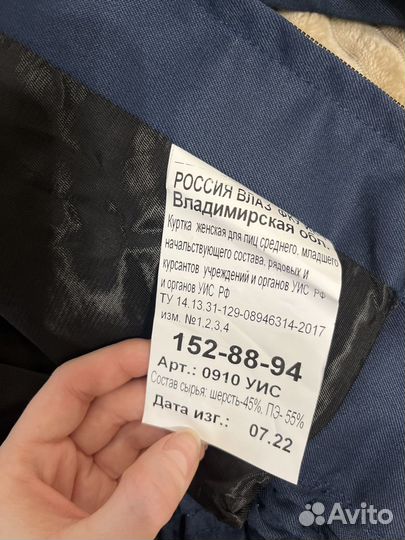 РОССИЯ ВЛАЗ
Владимирская обл.
Куртка женская для лиц среднего, младшего
начальствующего состава, рядовых и
курсантов учреждений и органов УИС РФ
и органов УИС РФ
ТУ 14.13.31-129-08946314-2017
изм. №1,2,3,4
152-88-94
Арт.: 0910 УИС
Состав сырья: шерсть-45%, ПЭ- 55%
Дата изг.: 07.22
Avito